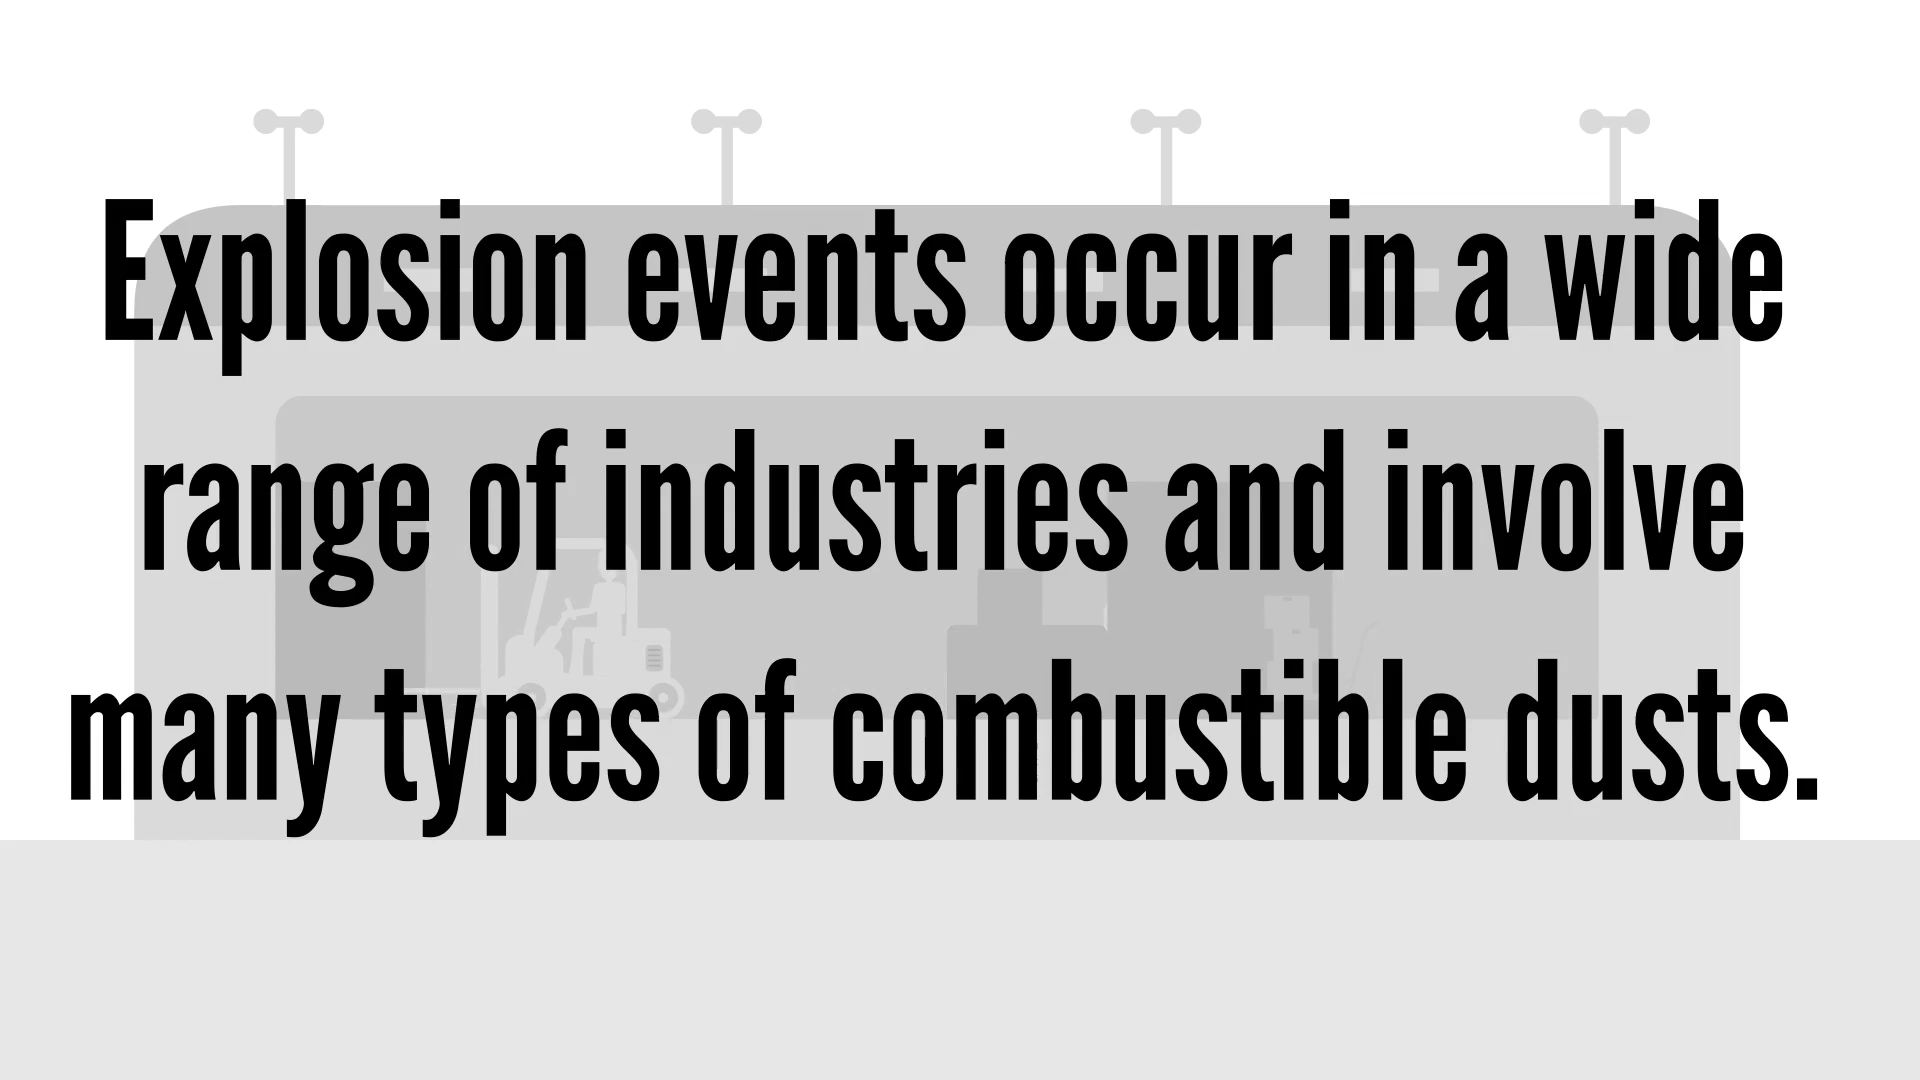 Explosion events occur in a wide
range of industries and involve
many types of combustible dusts.